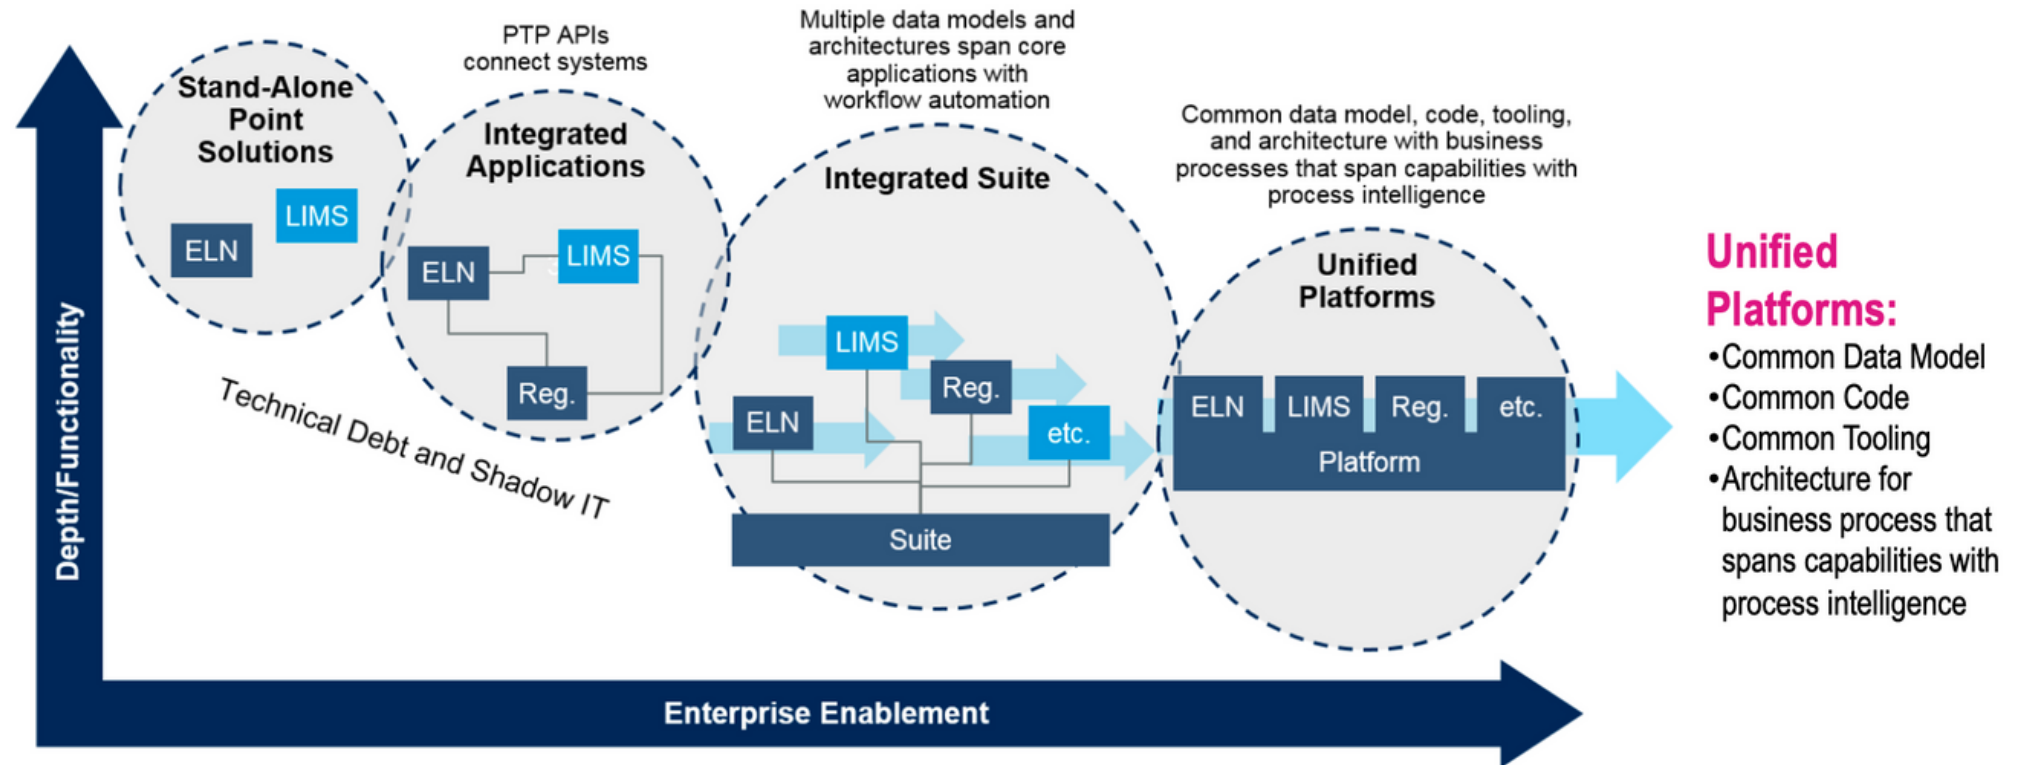 Depth/Functionality
Stand-Alone
Point
Solutions
LIMS
ELN
PTP APIs
connect systems
Integrated
Applications
ELN
LIMS
Reg.
Technical Debt and Shadow IT
Multiple data models and
architectures span core
applications with
workflow automation
Integrated Suite
LIMS
Reg.
ELN
etc.
Suite
Common data model, code, tooling,
and architecture with business
processes that span capabilities with
process intelligence
Unified
Platforms
ELN LIMS Reg. etc.
Platform
Unified
Platforms:
•Common Data Model
•Common Code
•Common Tooling
•Architecture for
business process that
spans capabilities with
process intelligence
Enterprise Enablement